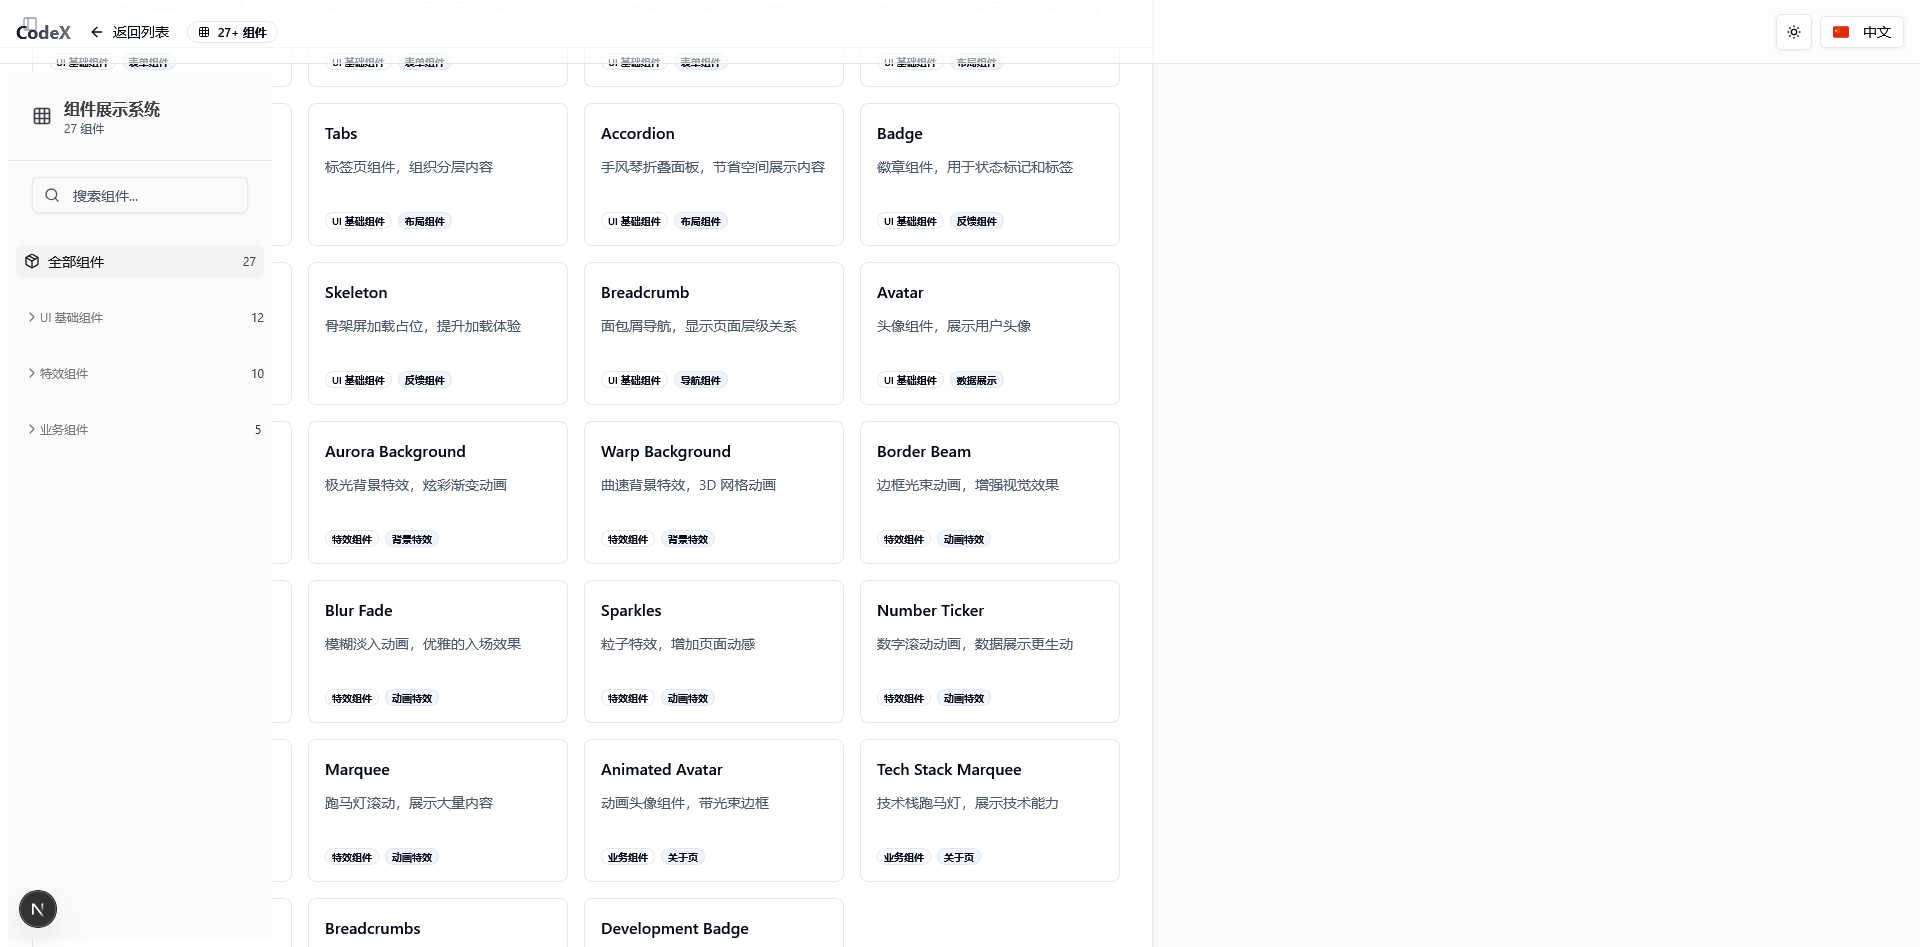 CodeX
返回列表
27+ 组件
中文
UI 基础组件 表单组件
UI 基础组件 表单组件
UI 基础组件 表单组件
UI 基础组件 布局组件
组件展示系统
27 组件
搜索组件...
全部组件 27
UI 基础组件 12
特效组件 10
业务组件 5
Tabs
标签页组件，组织分层内容
UI 基础组件 布局组件
Accordion
手风琴折叠面板，节省空间展示内容
UI 基础组件 布局组件
Badge
徽章组件，用于状态标记和标签
UI 基础组件 反馈组件
Skeleton
骨架屏加载占位，提升加载体验
UI 基础组件 反馈组件
Breadcrumb
面包屑导航，显示页面层级关系
UI 基础组件 导航组件
Avatar
头像组件，展示用户头像
UI 基础组件 数据展示
Aurora Background
极光背景特效，炫彩渐变动画
特效组件 背景特效
Warp Background
曲速背景特效，3D 网格动画
特效组件 背景特效
Border Beam
边框光束动画，增强视觉效果
特效组件 动画特效
Blur Fade
模糊淡入动画，优雅的入场效果
特效组件 动画特效
Sparkles
粒子特效，增加页面动感
特效组件 动画特效
Number Ticker
数字滚动动画，数据展示更生动
特效组件 动画特效
Marquee
跑马灯滚动，展示大量内容
特效组件 动画特效
Animated Avatar
动画头像组件，带光束边框
业务组件 关于页
Tech Stack Marquee
技术栈跑马灯，展示技术能力
业务组件 关于页
Breadcrumbs
Development Badge
N